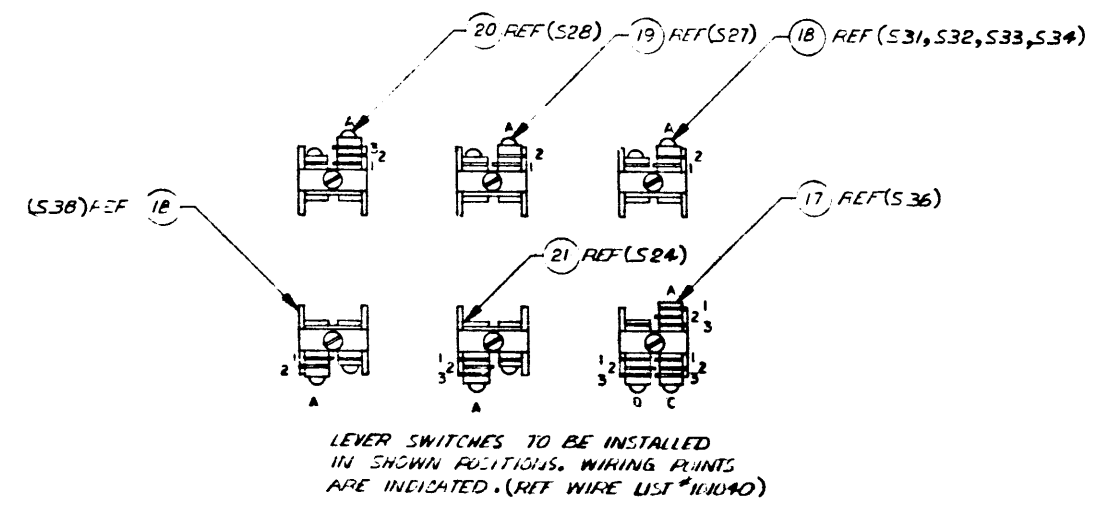 20 REF (S28)
19 REF (S27)
18 REF (S31, S32, S33, S34)
A
3
2
1
A
2
1
A
2
1
(S38) REF 18
17 REF (S36)
21 REF (S24)
A
1
2
3
1
2
A
1
2
3
A
1
2
3
D
1
2
3
C
LEVER SWITCHES TO BE INSTALLED
IN SHOWN POSITIONS. WIRING POINTS
ARE INDICATED. (REF WIRE LIST #101040)